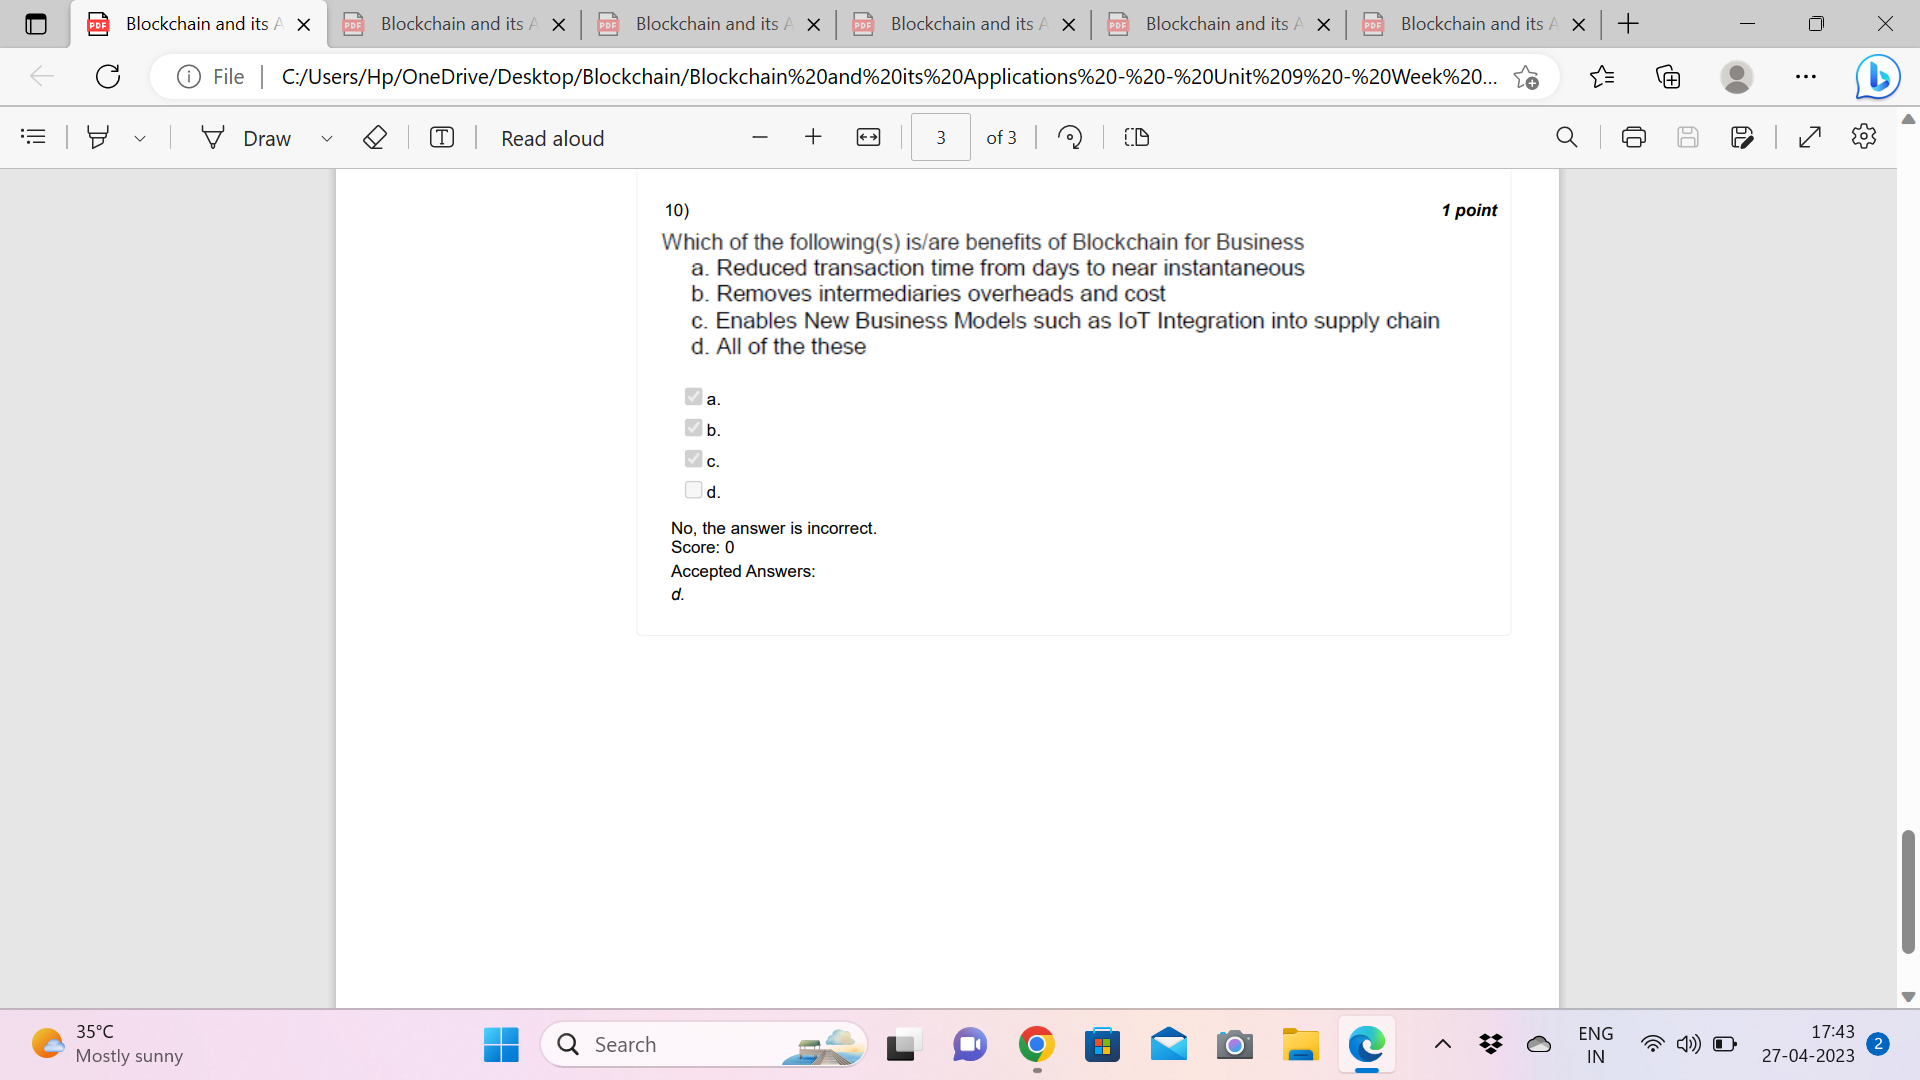 Blockchain and its A
Blockchain and its A
Blockchain and its A
Blockchain and its A
Blockchain and its A
Blockchain and its A
File
C:/Users/Hp/OneDrive/Desktop/Blockchain/Blockchain%20and%20its%20Applications%20-%20-%20Unit%209%20-%20Week%20...
Draw
Read aloud
3
of 3
10)
1 point
Which of the following(s) is/are benefits of Blockchain for Business
a. Reduced transaction time from days to near instantaneous
b. Removes intermediaries overheads and cost
c. Enables New Business Models such as IoT Integration into supply chain
d. All of the these
a.
b.
c.
d.
No, the answer is incorrect.
Score: 0
Accepted Answers:
d.
35°C
Mostly sunny
Search
ENG
IN
17:43
27-04-2023
2